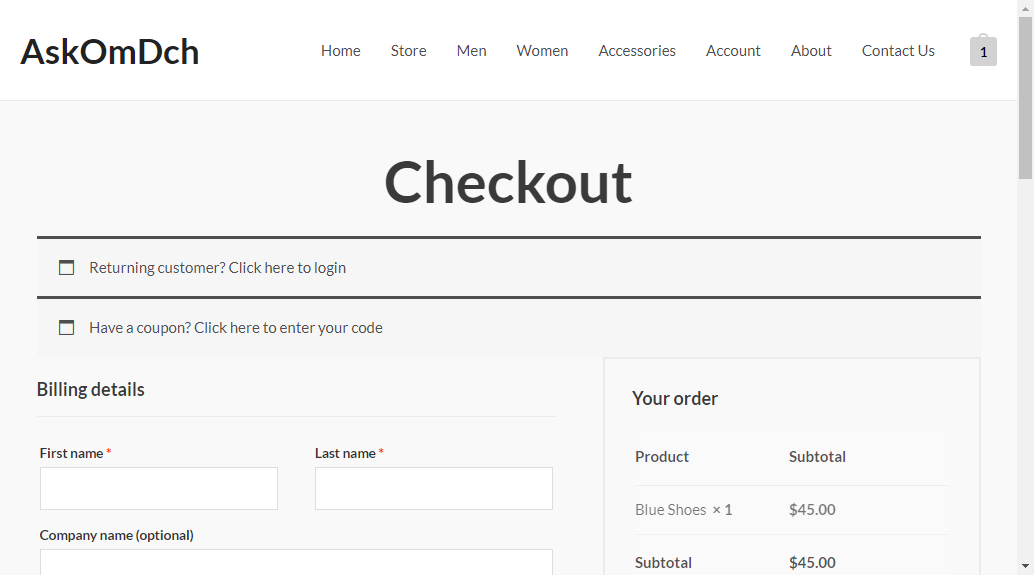 AskOmDch
Home Store Men Women Accessories Account About Contact Us 1
Checkout
Returning customer? Click here to login
Have a coupon? Click here to enter your code
Billing details
First name * Last name *
Company name (optional)
Your order
Product Subtotal
Blue Shoes × 1 $45.00
Subtotal $45.00